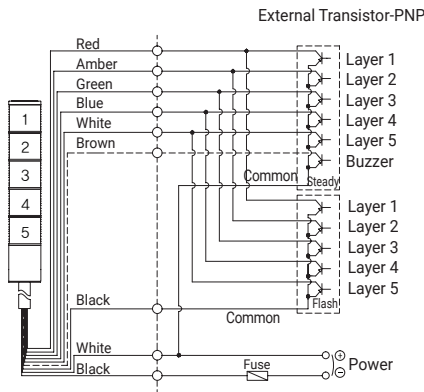 External Transistor-PNP
Red
Amber
Green
Blue
White
Brown
Layer 1
Layer 2
Layer 3
Layer 4
Layer 5
Buzzer
Common
Steady
1
2
3
4
5
Layer 1
Layer 2
Layer 3
Layer 4
Layer 5
Flash
Black
Common
White
Black
Fuse
+
−
Power